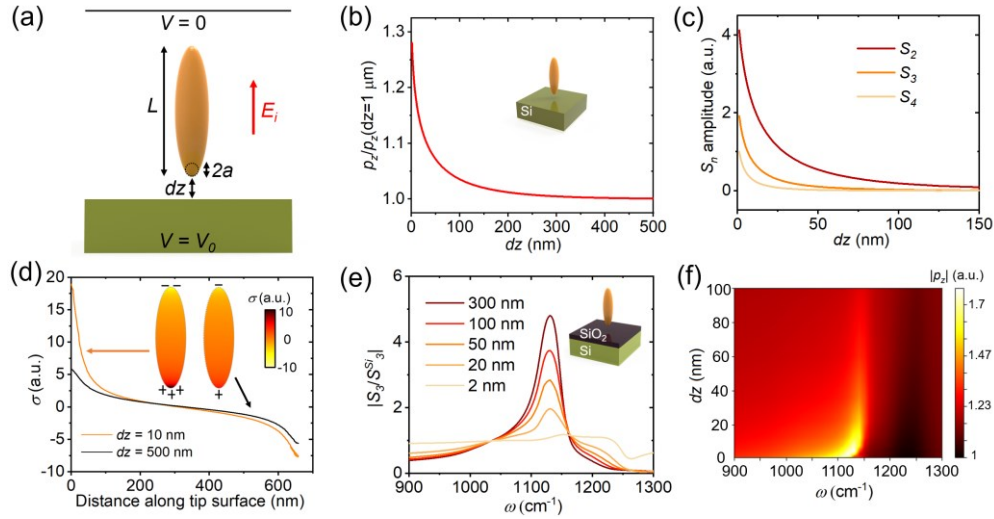 (a)
V = 0
L
E_i
2a
dz
V = V_0
(b)
1.3
1.2
1.1
1.0
p_z/p_z(dz=1 μm)
Si
0 100 200 300 400 500
dz (nm)
(c)
4
2
0
S_n amplitude (a.u.)
S_2
S_3
S_4
0 50 100 150
dz (nm)
(d)
20
15
10
5
0
-5
-10
σ (a.u.)
− −
−
+ + +
+
σ (a.u.)
10
-10
dz = 10 nm
dz = 500 nm
0 200 400 600
Distance along tip surface (nm)
(e)
6
4
2
0
|S_3/S^{Si}_3|
300 nm
100 nm
50 nm
20 nm
2 nm
SiO_2
Si
900 1000 1100 1200 1300
ω (cm^{-1})
(f)
100
80
60
40
20
0
dz (nm)
|p_z| (a.u.)
1.7
1.47
1.23
1
900 1000 1100 1200 1300
ω (cm^{-1})